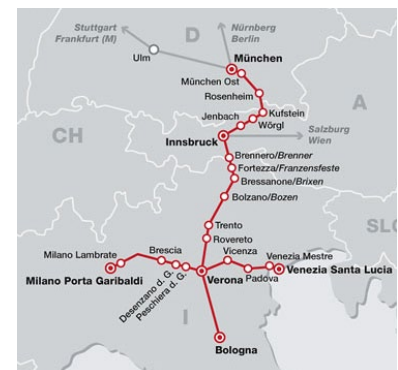 Stuttgart
Frankfurt (M)
D
Nürnberg
Berlin
Ulm
München
München Ost
Rosenheim
A
Kufstein
Jenbach
Wörgl
CH
Innsbruck
Salzburg
Wien
Brennero/Brenner
Fortezza/Franzensfeste
Bressanone/Brixen
Bolzano/Bozen
Trento
SLO
Rovereto
Milano Lambrate
Brescia
Vicenza
Venezia Mestre
Milano Porta Garibaldi
Desenzano d. G.
Peschiera d. G.
Verona
Padova
Venezia Santa Lucia
I
Bologna